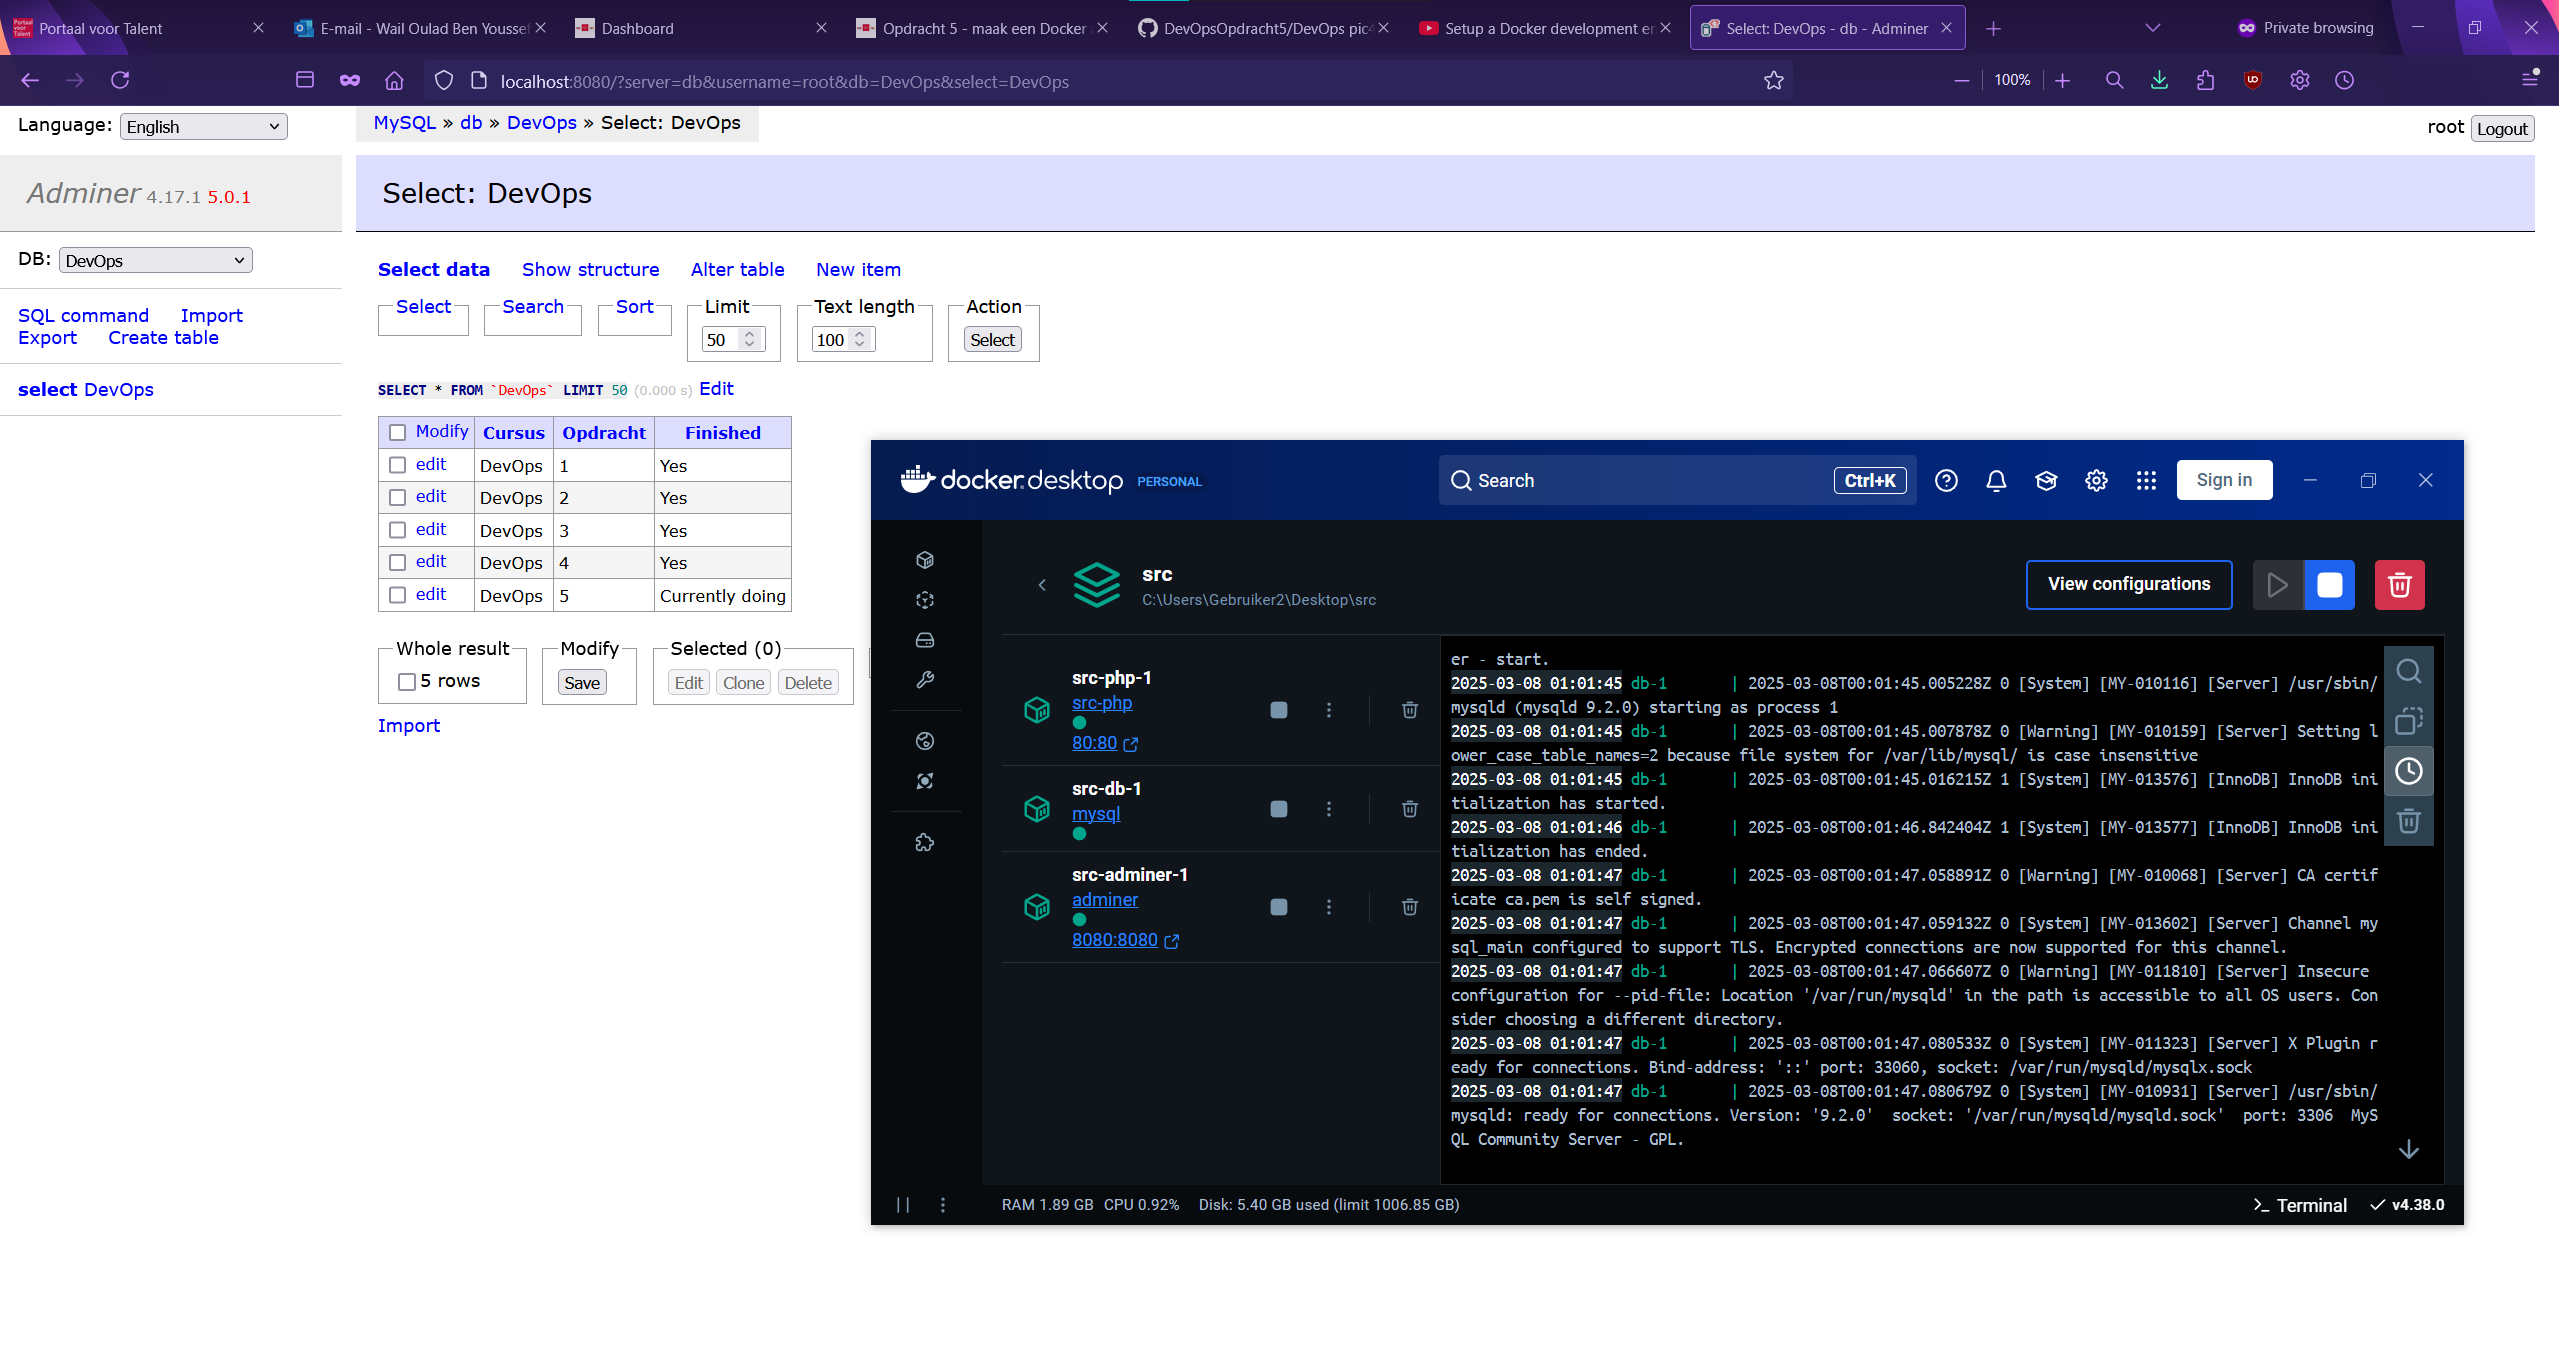 Portaal voor Talent
E-mail - Wail Oulad Ben Youssef
Dashboard
Opdracht 5 - maak een Docker
DevOpsOpdracht5/DevOps pic4
Setup a Docker development en
Select: DevOps - db - Adminer
Private browsing
localhost:8080/?server=db&username=root&db=DevOps&select=DevOps
100%
Language: English
MySQL » db » DevOps » Select: DevOps
root Logout
Adminer 4.17.1 5.0.1
Select: DevOps
DB: DevOps
Select data Show structure Alter table New item
SQL command Import
Export Create table
select DevOps
Select Search Sort Limit Text length Action
50 100 Select
SELECT * FROM `DevOps` LIMIT 50 (0.000 s) Edit
Modify Cursus Opdracht Finished
edit DevOps 1 Yes
edit DevOps 2 Yes
edit DevOps 3 Yes
edit DevOps 4 Yes
edit DevOps 5 Currently doing
Whole result Modify Selected (0)
5 rows Save Edit Clone Delete
Import
docker.desktop PERSONAL
Search Ctrl+K
Sign in
src
C:\Users\Gebruiker2\Desktop\src
View configurations
src-php-1
src-php
80:80
src-db-1
mysql
src-adminer-1
adminer
8080:8080
er - start.
2025-03-08 01:01:45 db-1 | 2025-03-08T00:01:45.005228Z 0 [System] [MY-010116] [Server] /usr/sbin/
mysqld (mysqld 9.2.0) starting as process 1
2025-03-08 01:01:45 db-1 | 2025-03-08T00:01:45.007878Z 0 [Warning] [MY-010159] [Server] Setting l
ower_case_table_names=2 because file system for /var/lib/mysql/ is case insensitive
2025-03-08 01:01:45 db-1 | 2025-03-08T00:01:45.016215Z 1 [System] [MY-013576] [InnoDB] InnoDB ini
tialization has started.
2025-03-08 01:01:46 db-1 | 2025-03-08T00:01:46.842404Z 1 [System] [MY-013577] [InnoDB] InnoDB ini
tialization has ended.
2025-03-08 01:01:47 db-1 | 2025-03-08T00:01:47.058891Z 0 [Warning] [MY-010068] [Server] CA certif
icate ca.pem is self signed.
2025-03-08 01:01:47 db-1 | 2025-03-08T00:01:47.059132Z 0 [System] [MY-013602] [Server] Channel my
sql_main configured to support TLS. Encrypted connections are now supported for this channel.
2025-03-08 01:01:47 db-1 | 2025-03-08T00:01:47.066607Z 0 [Warning] [MY-011810] [Server] Insecure
configuration for --pid-file: Location '/var/run/mysqld' in the path is accessible to all OS users. Con
sider choosing a different directory.
2025-03-08 01:01:47 db-1 | 2025-03-08T00:01:47.080533Z 0 [System] [MY-011323] [Server] X Plugin r
eady for connections. Bind-address: '::' port: 33060, socket: /var/run/mysqld/mysqlx.sock
2025-03-08 01:01:47 db-1 | 2025-03-08T00:01:47.080679Z 0 [System] [MY-010931] [Server] /usr/sbin/
mysqld: ready for connections. Version: '9.2.0' socket: '/var/run/mysqld/mysqld.sock' port: 3306 MyS
QL Community Server - GPL.
RAM 1.89 GB CPU 0.92% Disk: 5.40 GB used (limit 1006.85 GB)
Terminal v4.38.0